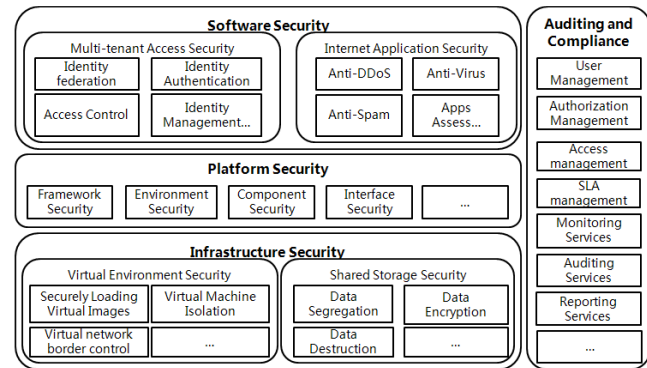 Software Security
Multi-tenant Access Security
Identity
federation
Identity
Authentication
Access Control
Identity
Management...
Internet Application Security
Anti-DDoS
Anti-Virus
Anti-Spam
Apps
Assess...
Platform Security
Framework
Security
Environment
Security
Component
Security
Interface
Security
...
Infrastructure Security
Virtual Environment Security
Securely Loading
Virtual Images
Virtual Machine
Isolation
Virtual network
border control
...
Shared Storage Security
Data
Segregation
Data
Encryption
Data
Destruction
...
Auditing and
Compliance
User
Management
Authorization
Management
Access
management
SLA
management
Monitoring
Services
Auditing
Services
Reporting
Services
...